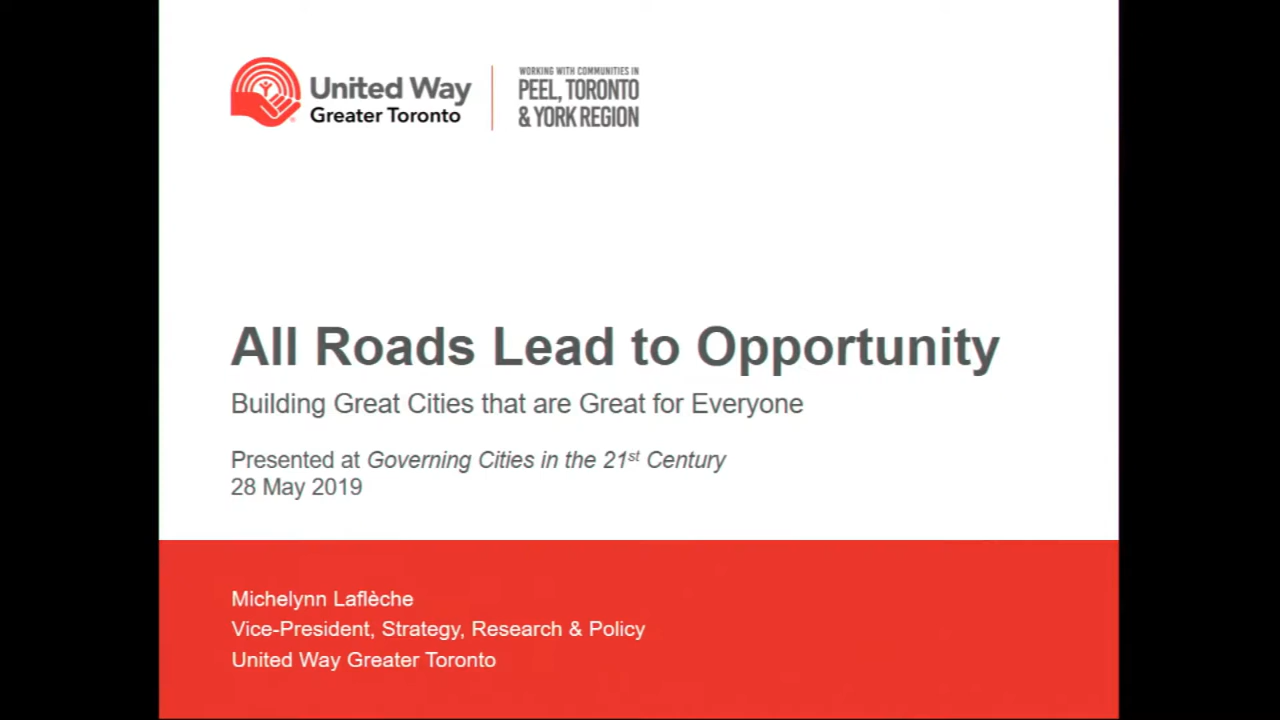 United Way
Greater Toronto
WORKING WITH COMMUNITIES IN
PEEL, TORONTO
& YORK REGION
All Roads Lead to Opportunity
Building Great Cities that are Great for Everyone
Presented at Governing Cities in the 21st Century
28 May 2019
Michelynn Laflèche
Vice-President, Strategy, Research & Policy
United Way Greater Toronto